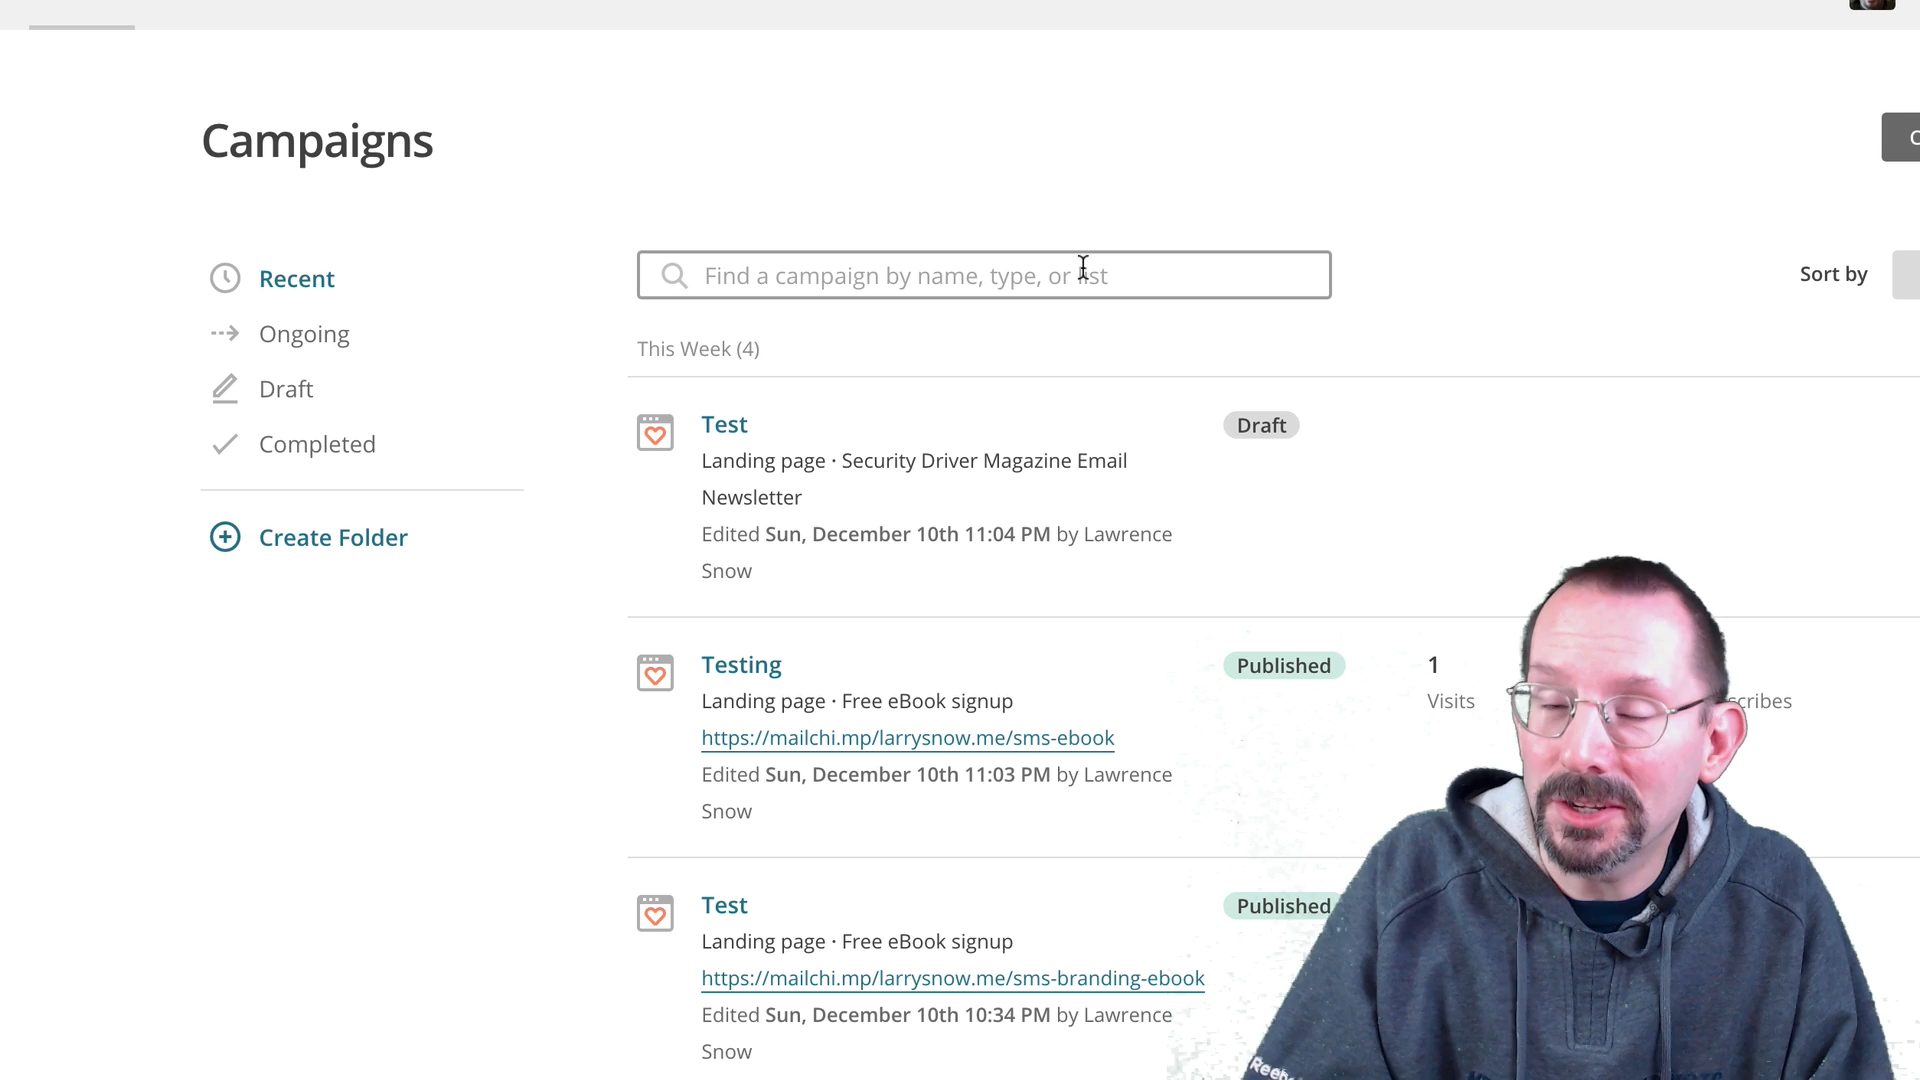 Campaigns
Recent
Ongoing
Draft
Completed
Create Folder
Find a campaign by name, type, or list
Sort by
This Week (4)
Test
Draft
Landing page · Security Driver Magazine Email
Newsletter
Edited Sun, December 10th 11:04 PM by Lawrence
Snow
Testing
Published
1
Visits
Landing page · Free eBook signup
https://mailchi.mp/larrysnow.me/sms-ebook
Edited Sun, December 10th 11:03 PM by Lawrence
Snow
Test
Published
Landing page · Free eBook signup
https://mailchi.mp/larrysnow.me/sms-branding-ebook
Edited Sun, December 10th 10:34 PM by Lawrence
Snow